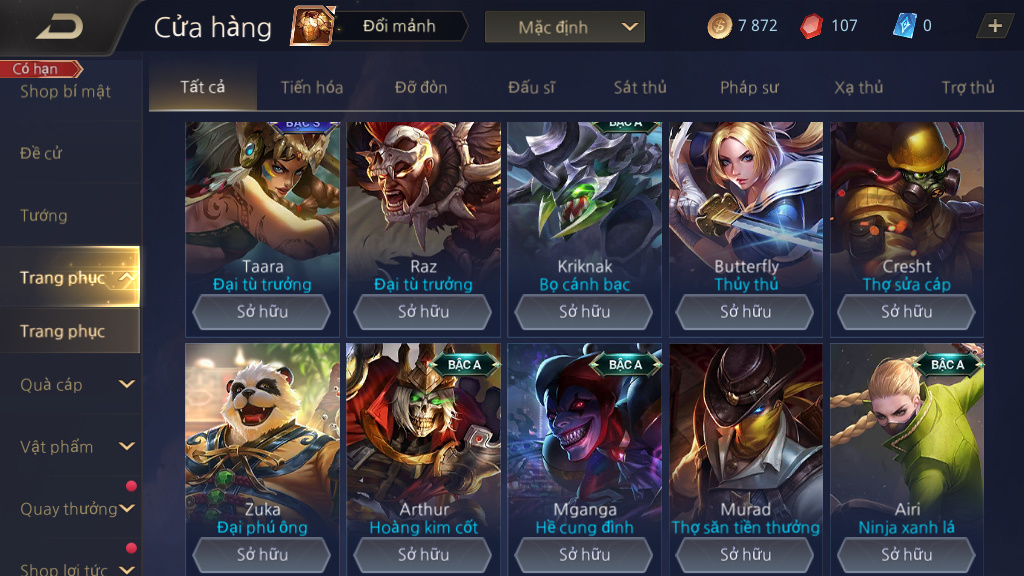 Cửa hàng
Đổi mảnh
Mặc định
7 872
107
0
Có hạn
Shop bí mật
Đề cử
Tướng
Trang phục
Trang phục
Quà cáp
Vật phẩm
Quay thưởng
Shop lợi tức
Tất cả
Tiến hóa
Đỡ đòn
Đấu sĩ
Sát thủ
Pháp sư
Xạ thủ
Trợ thủ
BẬC S
BẬC A
Taara
Đại tù trưởng
Sở hữu
Raz
Đại tù trưởng
Sở hữu
Kriknak
Bọ cánh bạc
Sở hữu
Butterfly
Thủy thủ
Sở hữu
Cresht
Thợ sửa cáp
Sở hữu
Zuka
Đại phú ông
Sở hữu
BẬC A
Arthur
Hoàng kim cốt
Sở hữu
BẬC A
Mganga
Hề cung đình
Sở hữu
Murad
Thợ săn tiền thưởng
Sở hữu
BẬC A
Airi
Ninja xanh lá
Sở hữu